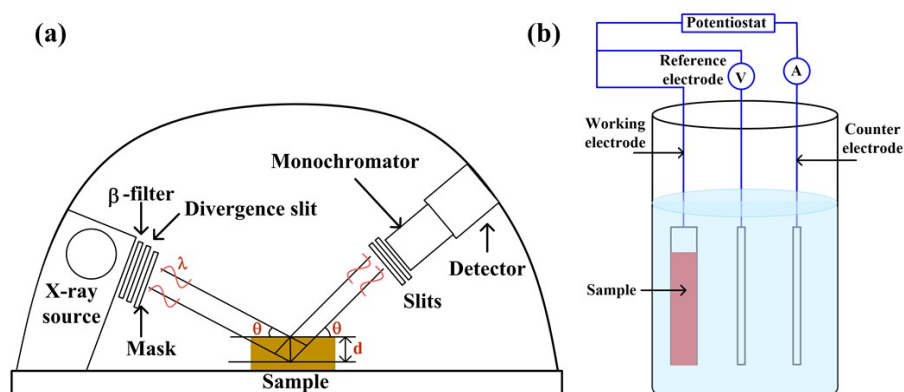 (a)
Monochromator
β-filter
Divergence slit
λ
X-ray
source
Mask
θ
θ
d
Sample
Slits
Detector
(b)
Potentiostat
Reference
electrode
V
A
Working
electrode
Counter
electrode
Sample